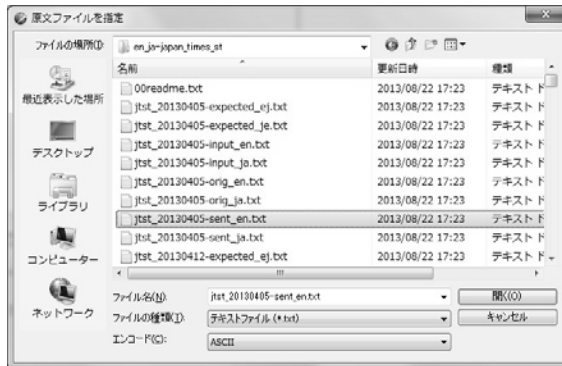 原文ファイルを指定
ファイルの場所(I):
en_ja-japan_times_st
名前 更新日時 種類
00readme.txt 2013/08/22 17:23 テキスト ド
jtst_20130405-expected_ej.txt 2013/08/22 17:23 テキスト ド
jtst_20130405-expected_je.txt 2013/08/22 17:23 テキスト ド
jtst_20130405-input_en.txt 2013/08/22 17:23 テキスト ド
jtst_20130405-input_ja.txt 2013/08/22 17:23 テキスト ド
jtst_20130405-orig_en.txt 2013/08/22 17:23 テキスト ド
jtst_20130405-orig_ja.txt 2013/08/22 17:23 テキスト ド
jtst_20130405-sent_en.txt 2013/08/22 17:23 テキスト ド
jtst_20130405-sent_ja.txt 2013/08/22 17:23 テキスト ド
jtst_20130412-expected_ej.txt 2013/08/22 17:23 テキスト ド
最近表示した場所
デスクトップ
ライブラリ
コンピューター
ネットワーク
ファイル名(N): jtst_20130405-sent_en.txt 開く(O)
ファイルの種類(T): テキストファイル (*.txt) キャンセル
エンコード(C): ASCII